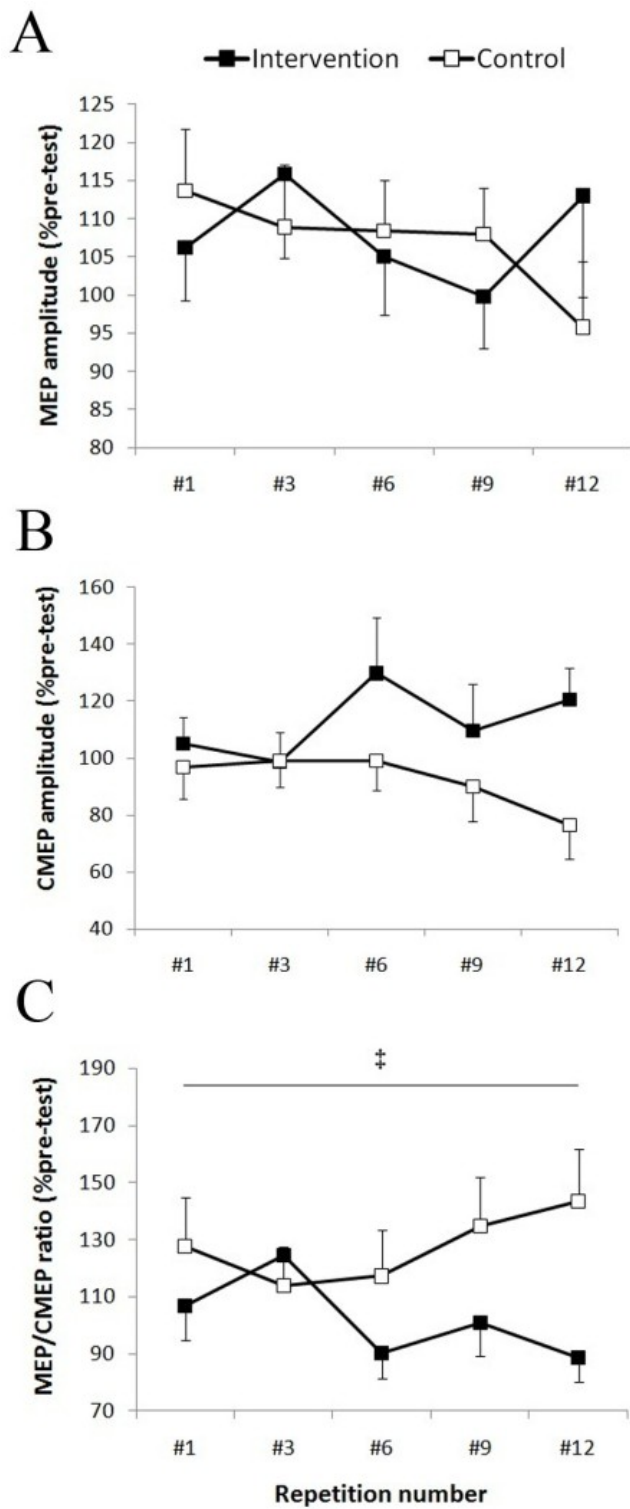 A
Intervention Control
MEP amplitude (%pre-test)
125
120
115
110
105
100
95
90
85
80
#1 #3 #6 #9 #12
B
CMEP amplitude (%pre-test)
160
140
120
100
80
60
40
#1 #3 #6 #9 #12
C
MEP/CMEP ratio (%pre-test)
190
170
150
130
110
90
70
‡
#1 #3 #6 #9 #12
Repetition number